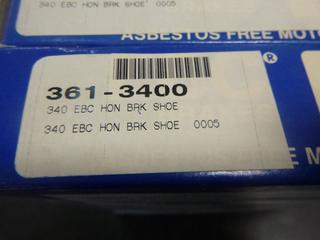 340 EBC HON BRK SHOE 0005
ASBESTOS FREE MOTO
®
361-3400
340 EBC HON BRK SHOE
340 EBC HON BRK SHOE 0005
E M